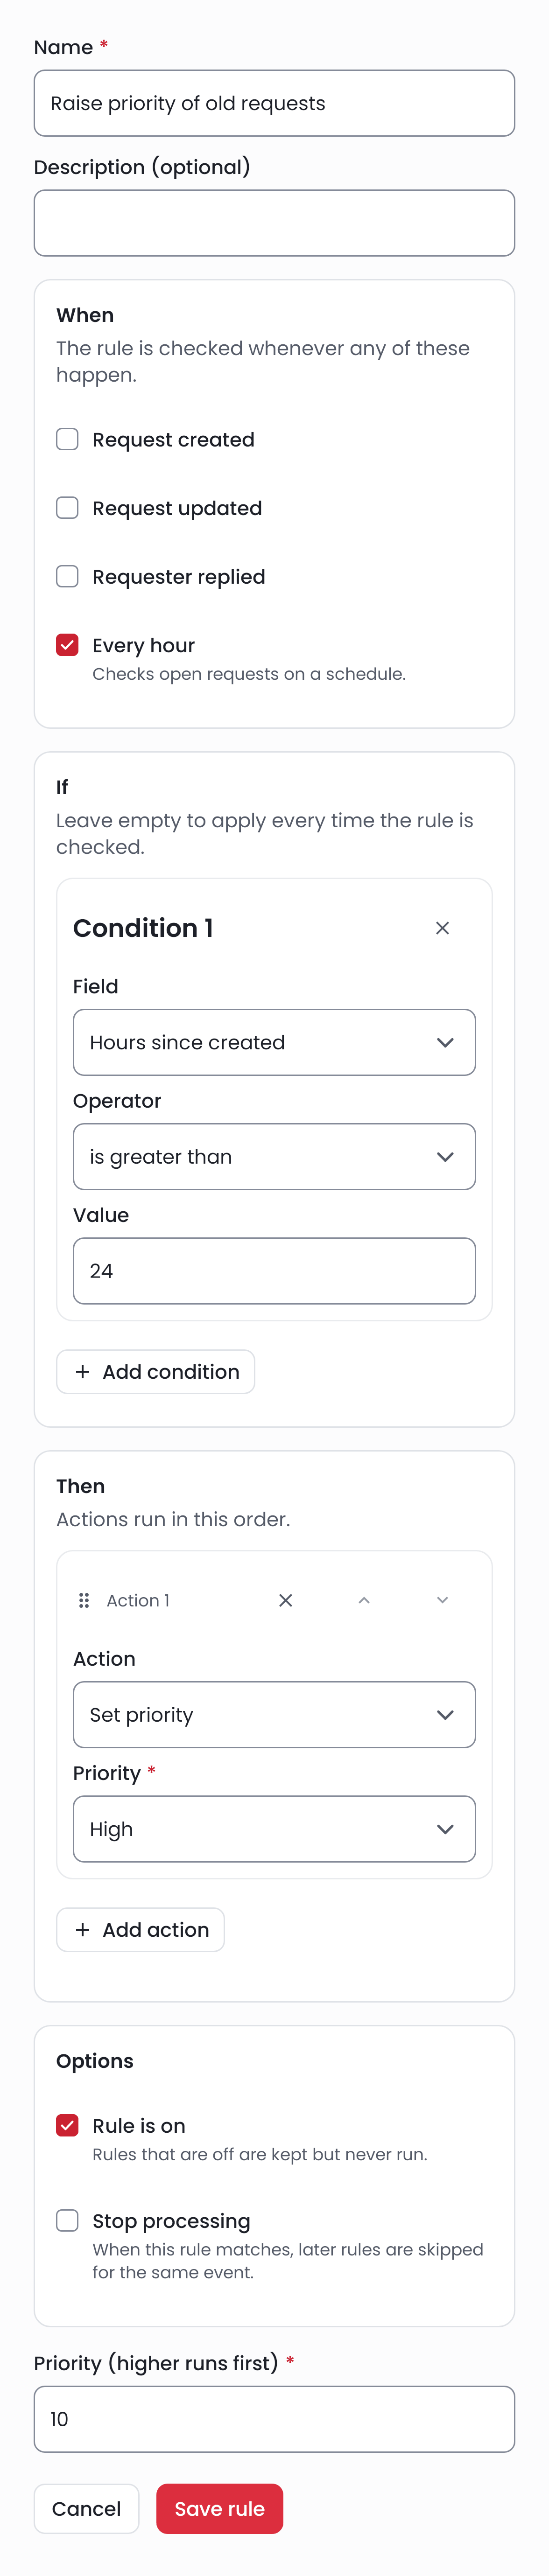 Name *
Raise priority of old requests
Description (optional)
When
The rule is checked whenever any of these
happen.
Request created
Request updated
Requester replied
Every hour
Checks open requests on a schedule.
If
Leave empty to apply every time the rule is
checked.
Condition 1
Field
Hours since created
Operator
is greater than
Value
24
Add condition
Then
Actions run in this order.
Action 1
Action
Set priority
Priority *
High
Add action
Options
Rule is on
Rules that are off are kept but never run.
Stop processing
When this rule matches, later rules are skipped
for the same event.
Priority (higher runs first) *
10
Cancel
Save rule